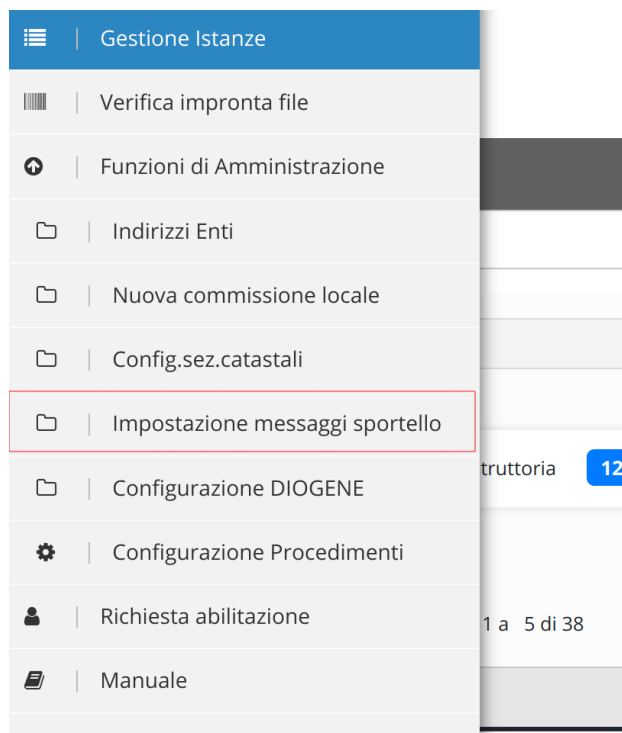 Gestione Istanze
Verifica impronta file
Funzioni di Amministrazione
Indirizzi Enti
Nuova commissione locale
Config.sez.catastali
Impostazione messaggi sportello
truttoria 12
Configurazione DIOGENE
Configurazione Procedimenti
Richiesta abilitazione
1 a 5 di 38
Manuale